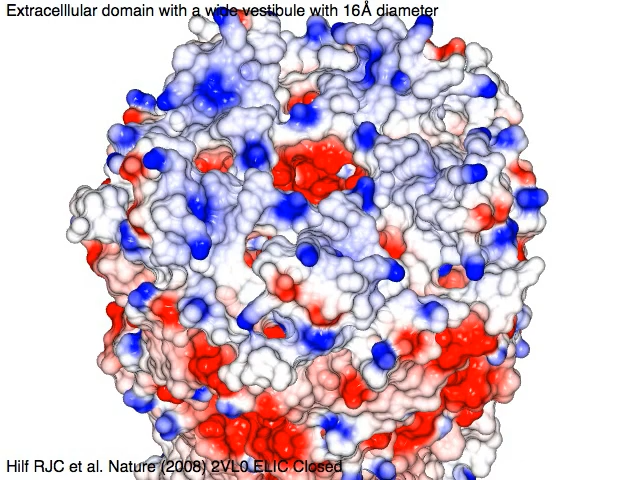 Extracelllular domain with a wide vestibule with 16Å diameter
Hilf RJC et al. Nature (2008) 2VL0 ELIC Closed